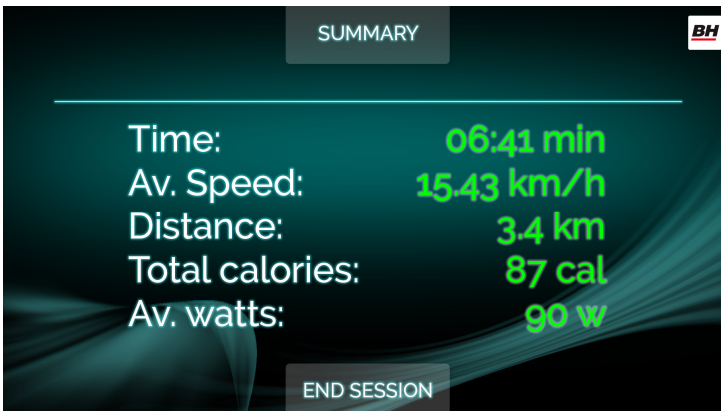 SUMMARY
BH
Time: 06:41 min
Av. Speed: 15.43 km/h
Distance: 3.4 km
Total calories: 87 cal
Av. watts: 90 w
END SESSION